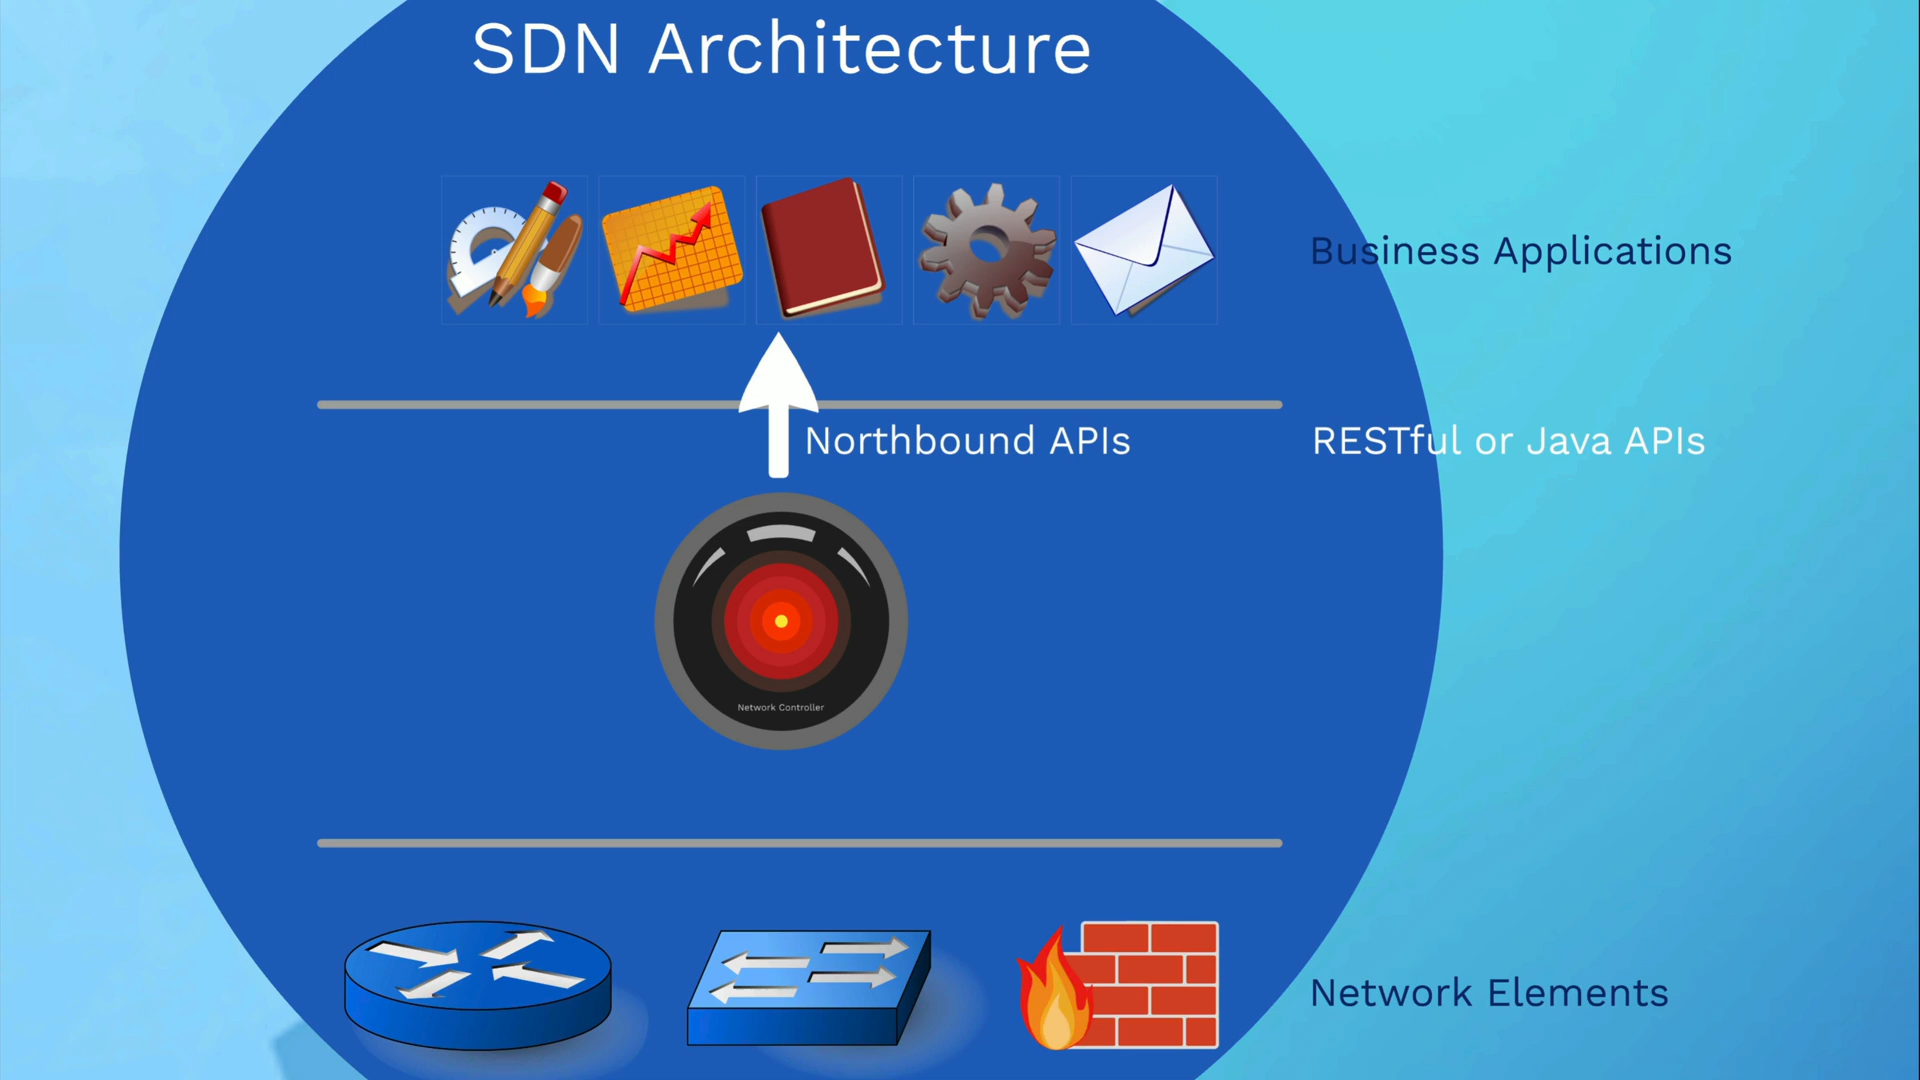 SDN Architecture
Business Applications
Northbound APIs
RESTful or Java APIs
Network Controller
Network Elements